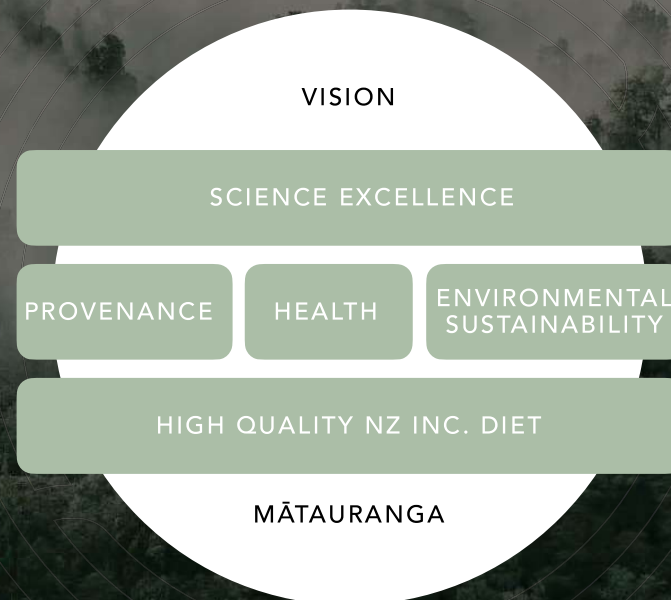 VISION
SCIENCE EXCELLENCE
PROVENANCE
HEALTH
ENVIRONMENTAL
SUSTAINABILITY
HIGH QUALITY NZ INC. DIET
MĀTAURANGA